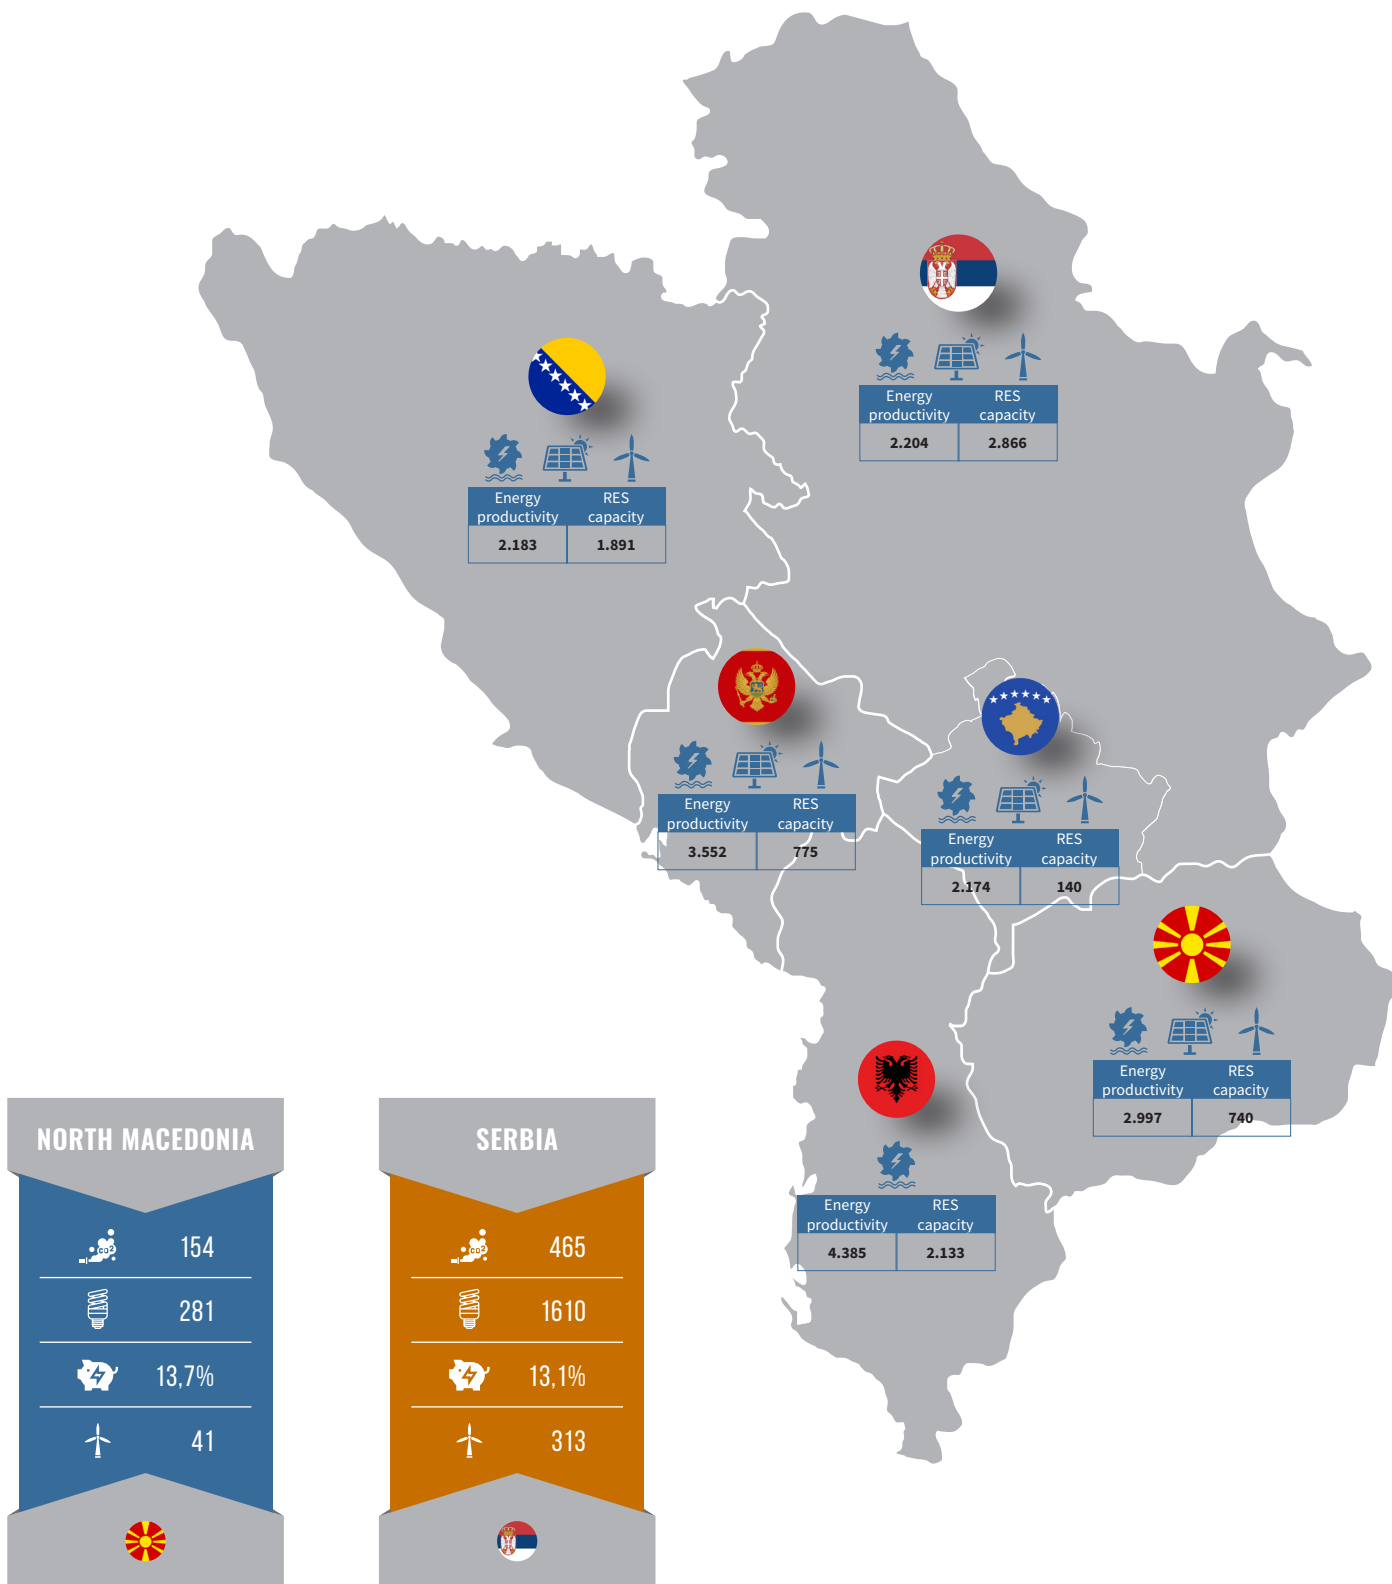 Energy productivity
RES capacity
2.204
2.866
Energy productivity
RES capacity
2.183
1.891
Energy productivity
RES capacity
3.552
775
Energy productivity
RES capacity
2.174
140
Energy productivity
RES capacity
2.997
740
Energy productivity
RES capacity
4.385
2.133
NORTH MACEDONIA
CO2 154
281
13,7%
41
SERBIA
CO2 465
1610
13,1%
313